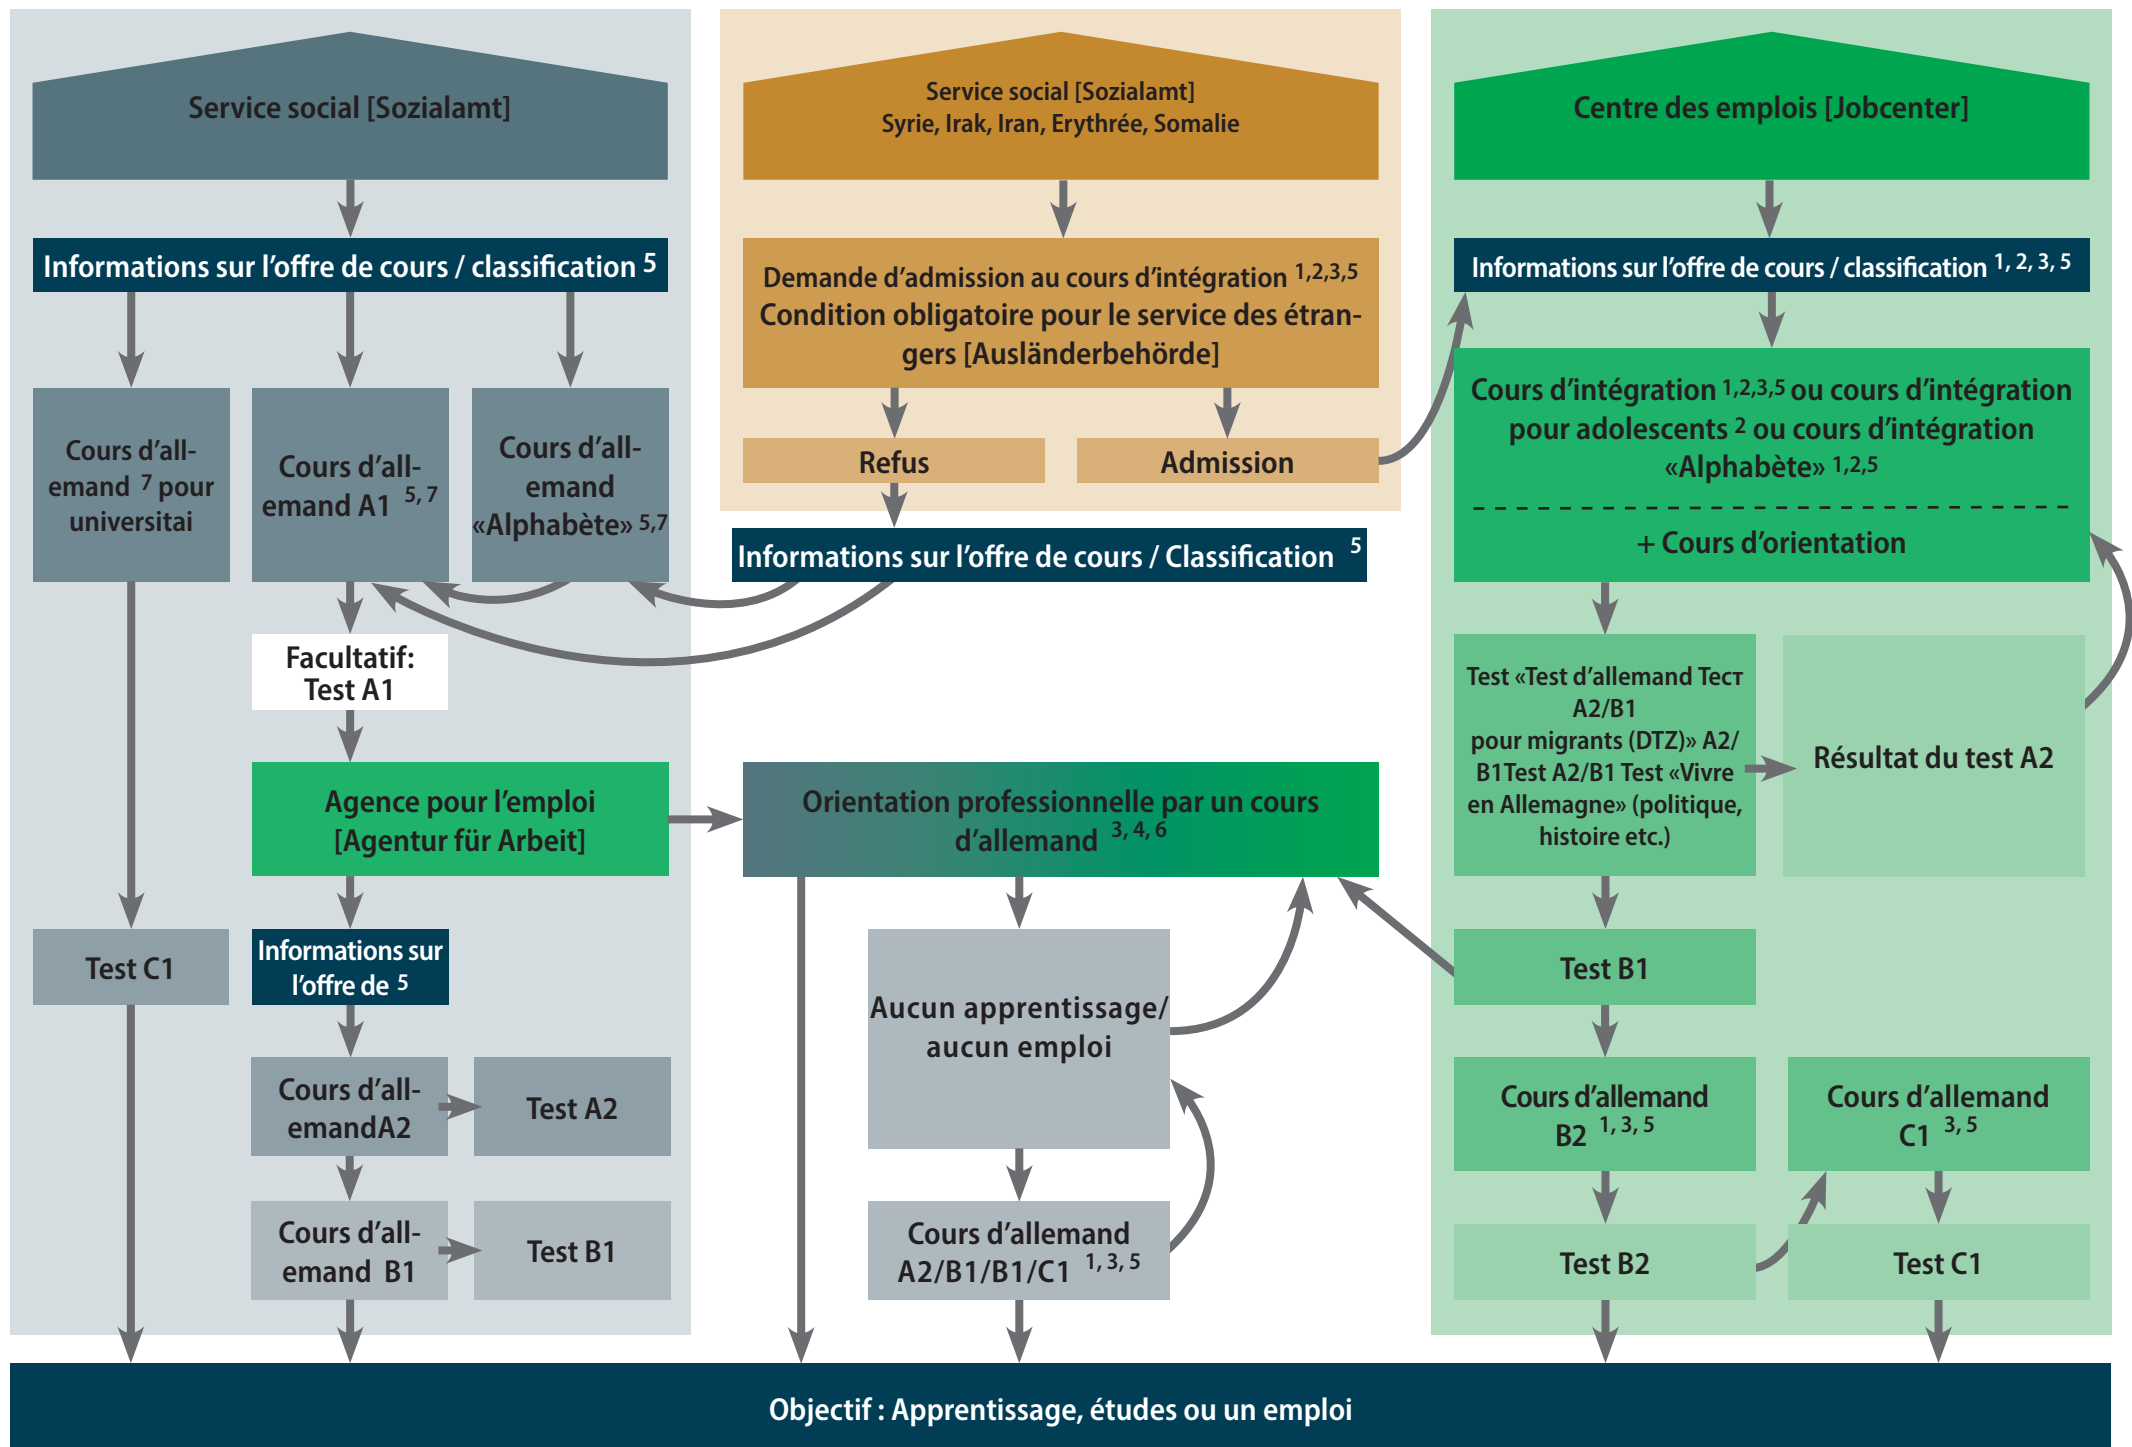 Service social [Sozialamt]
Informations sur l’offre de cours / classification 5
Cours d’all-
emand 7 pour
universitai
Cours d’all-
emand A1 5, 7
Cours d’all-
emand
«Alphabète» 5,7
Facultatif:
Test A1
Agence pour l’emploi
[Agentur für Arbeit]
Test C1
Informations sur
l’offre de 5
Cours d’all-
emandA2
Test A2
Cours d’all-
emand B1
Test B1
Service social [Sozialamt]
Syrie, Irak, Iran, Erythrée, Somalie
Demande d’admission au cours d’intégration 1,2,3,5
Condition obligatoire pour le service des étran-
gers [Ausländerbehörde]
Refus
Admission
Informations sur l’offre de cours / Classification 5
Orientation professionnelle par un cours
d’allemand 3, 4, 6
Aucun apprentissage/
aucun emploi
Cours d’allemand
A2/B1/B1/C1 1, 3, 5
Centre des emplois [Jobcenter]
Informations sur l’offre de cours / classification 1, 2, 3, 5
Cours d’intégration 1,2,3,5 ou cours d’intégration
pour adolescents 2 ou cours d’intégration
«Alphabète» 1,2,5
+ Cours d’orientation
Test «Test d’allemand Тест
A2/B1
pour migrants (DTZ)» A2/
B1Test A2/B1 Test «Vivre
en Allemagne» (politique,
histoire etc.)
Résultat du test A2
Test B1
Cours d’allemand
B2 1, 3, 5
Cours d’allemand
C1 3, 5
Test B2
Test C1
Objectif : Apprentissage, études ou un emploi